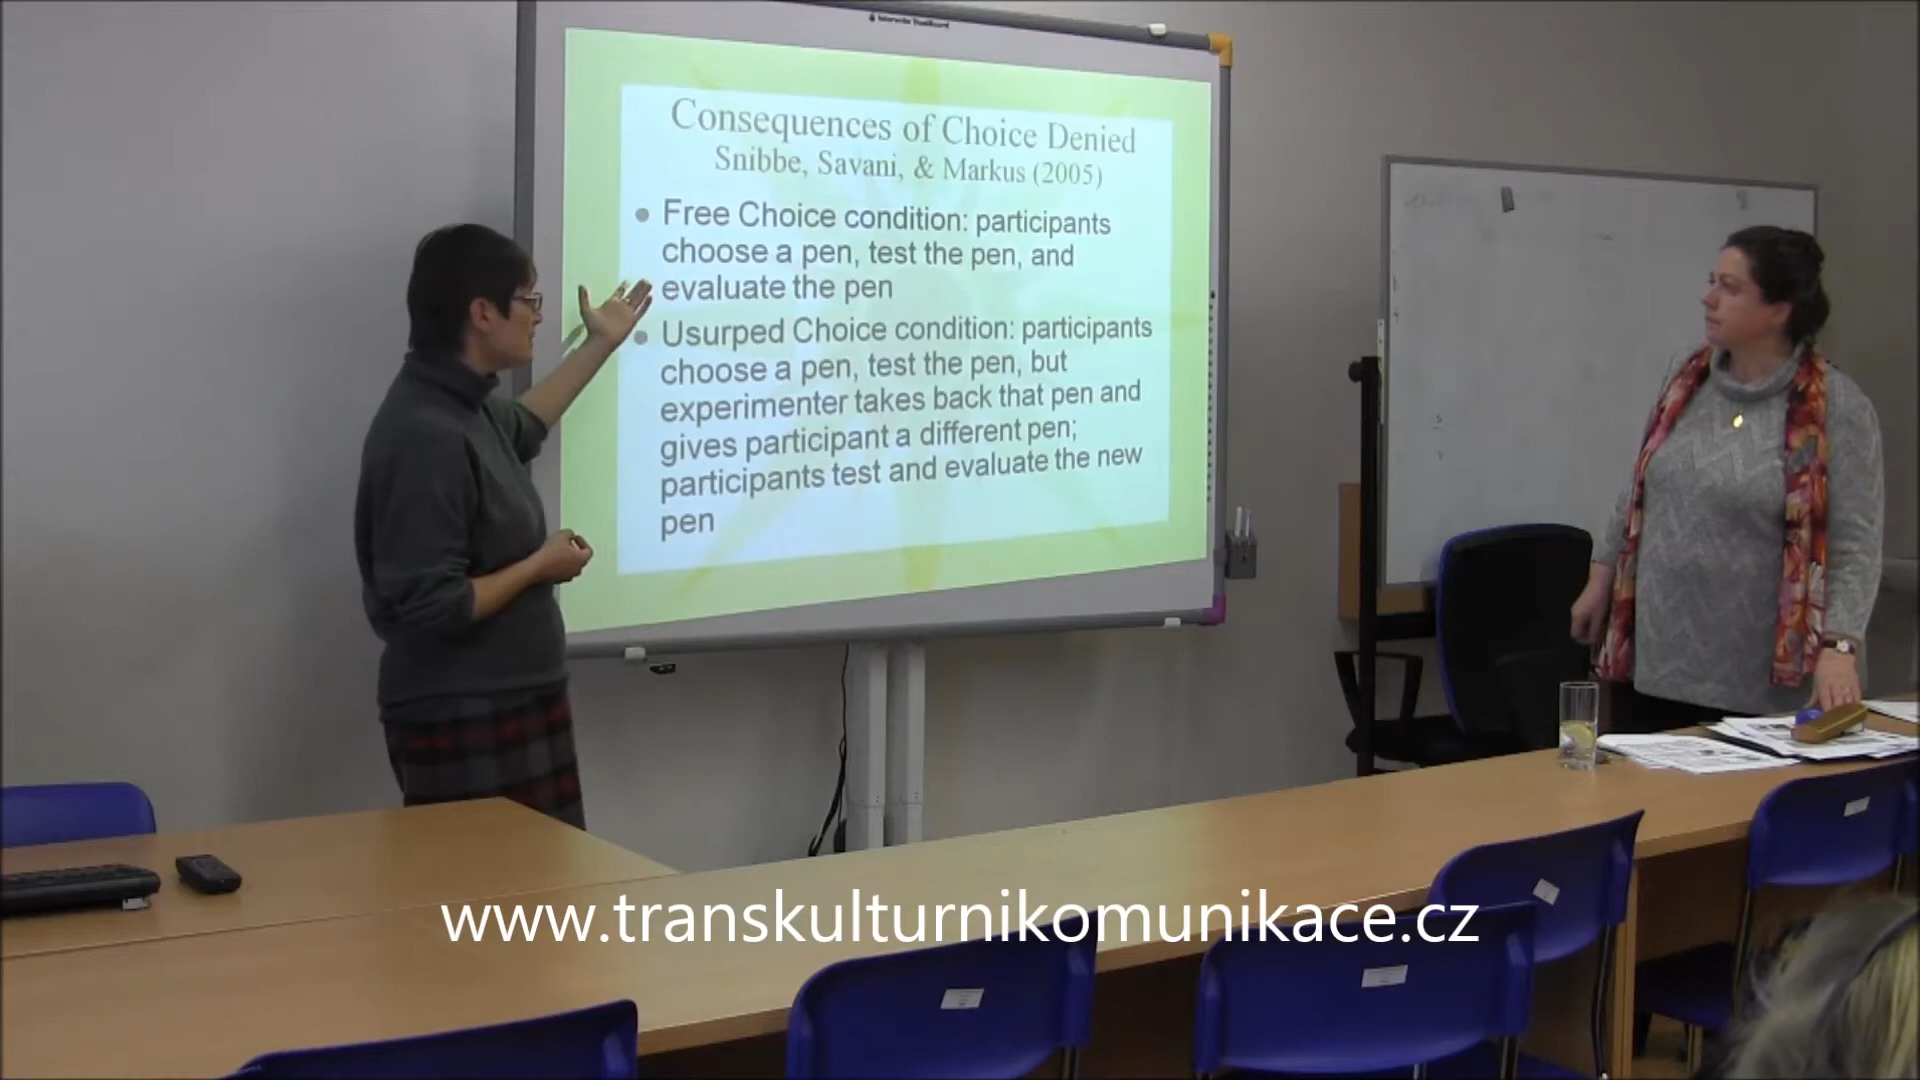 Consequences of Choice Denied
Snibbe, Savani, & Markus (2005)
● Free Choice condition: participants
choose a pen, test the pen, and
evaluate the pen
● Usurped Choice condition: participants
choose a pen, test the pen, but
experimenter takes back that pen and
gives participant a different pen;
participants test and evaluate the new
pen
www.transkulturnikomunikace.cz